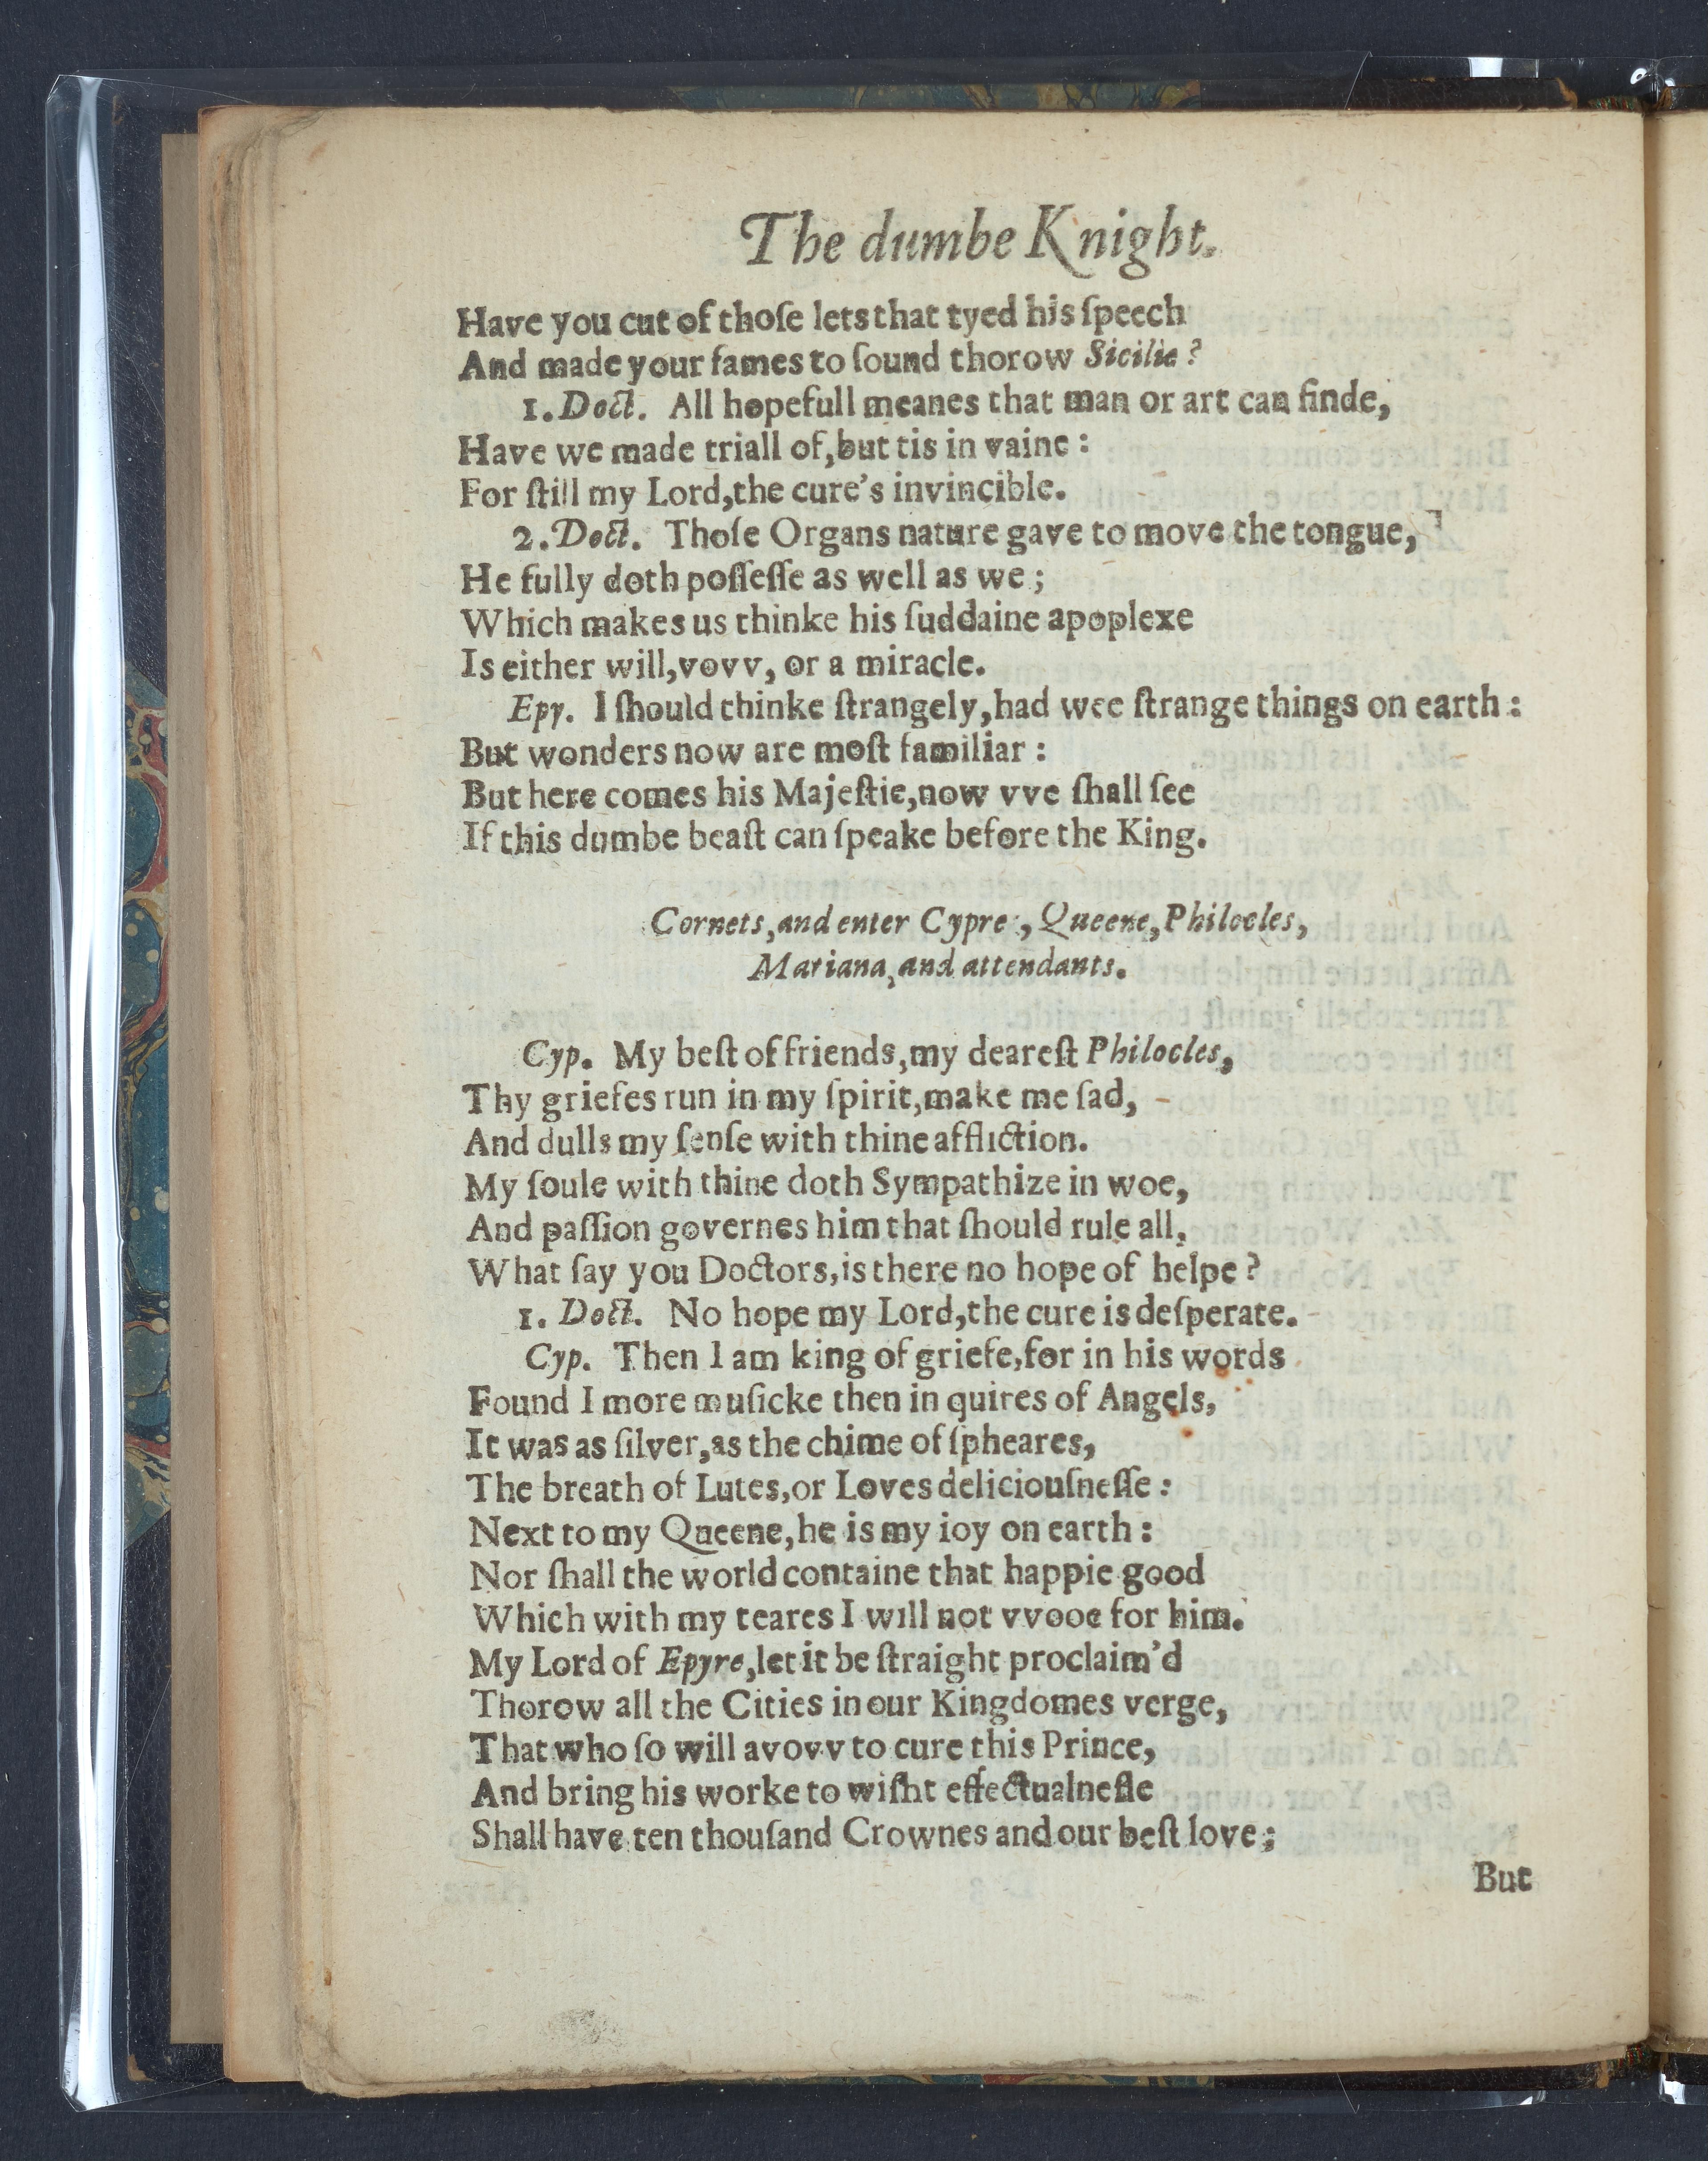 The dumbe Knight.
Have you cut of thoſe lets that tyed his ſpeech
And made your fames to ſound thorow Sicilie?
1. Doct. All hopefull meanes that man or art can finde,
Have we made triall of, but tis in vaine:
For ſtill my Lord, the cure's invincible.
2. Doct. Thoſe Organs nature gave to move the tongue,
He fully doth poſſeſſe as well as we;
Which makes us thinke his ſuddaine apoplexe
Is either will, vovv, or a miracle.
Epy. I ſhould thinke ſtrangely, had wee ſtrange things on earth:
But wonders now are moſt familiar:
But here comes his Majeſtie, now vve ſhall ſee
If this dumbe beaſt can ſpeake before the King.
Cornets, and enter Cypre, Queene, Philocles,
Mariana, and attendants.
Cyp. My beſt of friends, my deareſt Philocles,
Thy griefes run in my ſpirit, make me ſad,
And dulls my ſenſe with thine affliction.
My ſoule with thine doth Sympathize in woe,
And paſſion governes him that ſhould rule all,
What ſay you Doctors, is there no hope of helpe?
1. Doct. No hope my Lord, the cure is deſperate.
Cyp. Then I am king of griefe, for in his words
Found I more muſicke then in quires of Angels,
It was as ſilver, as the chime of ſpheares,
The breath of Lutes, or Loves deliciouſneſſe:
Next to my Queene, he is my ioy on earth:
Nor ſhall the world containe that happie good
Which with my teares I will not vvooe for him.
My Lord of Epyre, let it be ſtraight proclaim'd
Thorow all the Cities in our Kingdomes verge,
That who ſo will avovv to cure this Prince,
And bring his worke to wiſht effectualneſſe
Shall have ten thouſand Crownes and our beſt love;
But